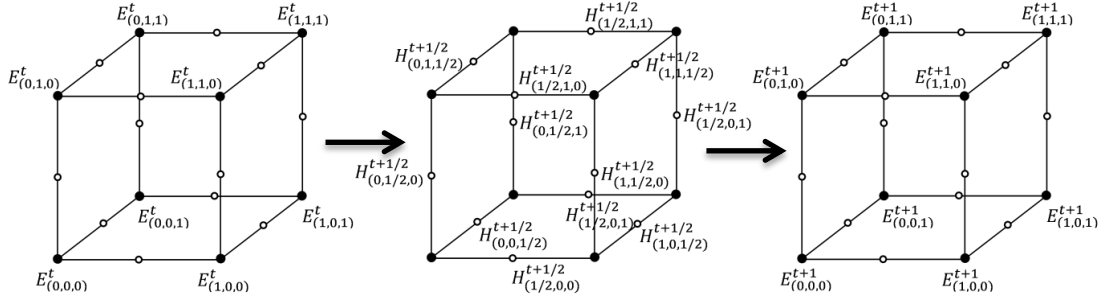 E^t_(0,1,1)
E^t_(1,1,1)
E^t_(0,1,0)
E^t_(1,1,0)
E^t_(0,0,1)
E^t_(1,0,1)
E^t_(0,0,0)
E^t_(1,0,0)
H^{t+1/2}_(1/2,1,1)
H^{t+1/2}_(0,1,1/2)
H^{t+1/2}_(1,1,1/2)
H^{t+1/2}_(1/2,1,0)
H^{t+1/2}_(0,1/2,1)
H^{t+1/2}_(1/2,0,1)
H^{t+1/2}_(0,1/2,0)
H^{t+1/2}_(1,1/2,0)
H^{t+1/2}_(1/2,0,1)
H^{t+1/2}_(0,0,1/2)
H^{t+1/2}_(1,0,1/2)
H^{t+1/2}_(1/2,0,0)
E^{t+1}_(0,1,1)
E^{t+1}_(1,1,1)
E^{t+1}_(0,1,0)
E^{t+1}_(1,1,0)
E^{t+1}_(0,0,1)
E^{t+1}_(1,0,1)
E^{t+1}_(0,0,0)
E^{t+1}_(1,0,0)